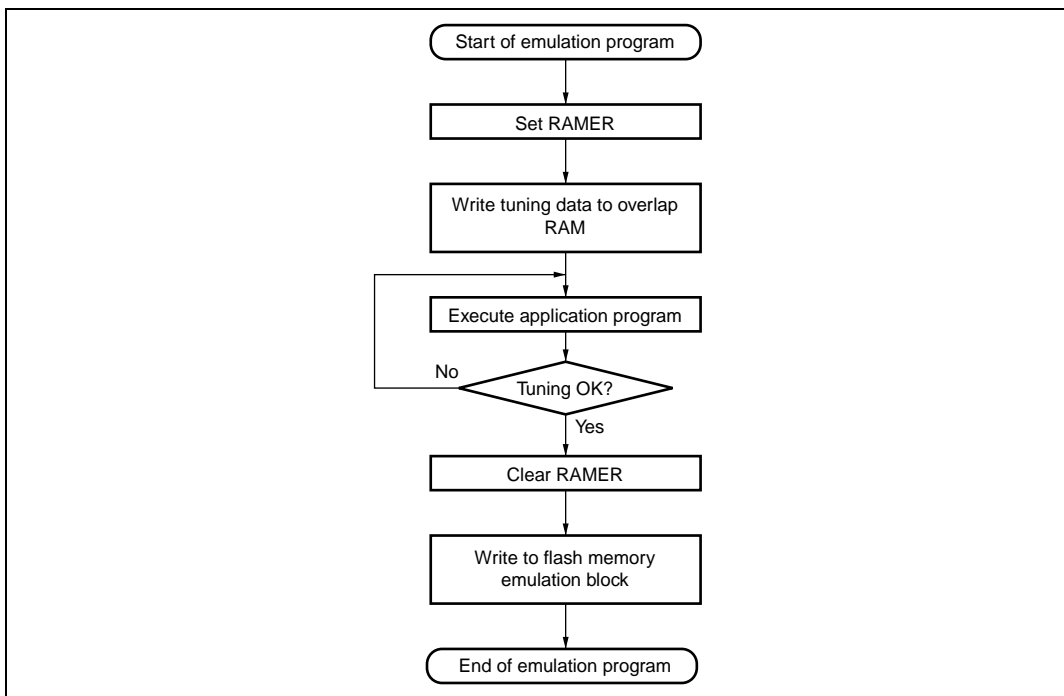 Start of emulation program
Set RAMER
Write tuning data to overlap
RAM
Execute application program
No
Tuning OK?
Yes
Clear RAMER
Write to flash memory
emulation block
End of emulation program